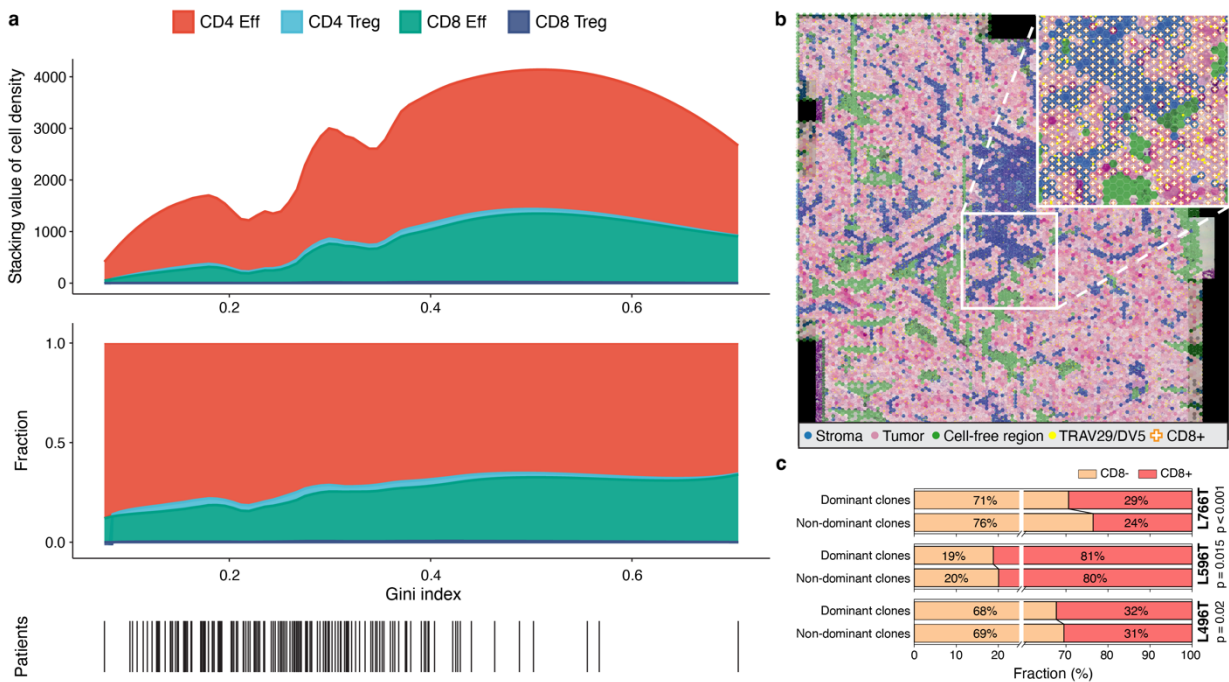 a
CD4 Eff CD4 Treg CD8 Eff CD8 Treg
Stacking value of cell density
4000
3000
2000
1000
0
0.2 0.4 0.6
Fraction
1.0
0.5
0.0
0.2 0.4 0.6
Gini index
Patients
b
Stroma Tumor Cell-free region TRAV29/DV5 CD8+
c
CD8- CD8+
Dominant clones 71% 29%
Non-dominant clones 76% 24%
L766T
p < 0.001
Dominant clones 19% 81%
Non-dominant clones 20% 80%
L596T
p = 0.015
Dominant clones 68% 32%
Non-dominant clones 69% 31%
L496T
p = 0.02
0 10 20 70 80 90 100
Fraction (%)